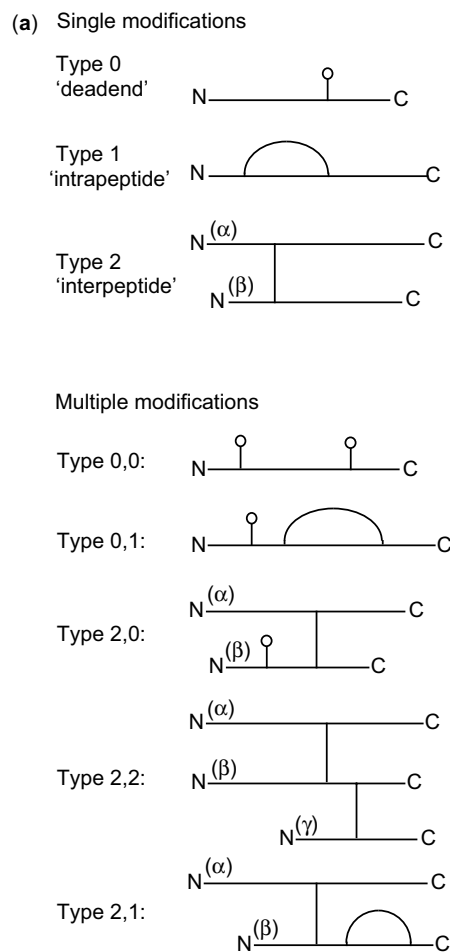 (a) Single modifications
Type 0
'deadend'
N C
Type 1
'intrapeptide'
N C
Type 2
'interpeptide'
N (α) C
N (β) C
Multiple modifications
Type 0,0:
N C
Type 0,1:
N C
Type 2,0:
N (α) C
N (β) C
Type 2,2:
N (α) C
N (β) C
N (γ) C
Type 2,1:
N (α) C
N (β) C